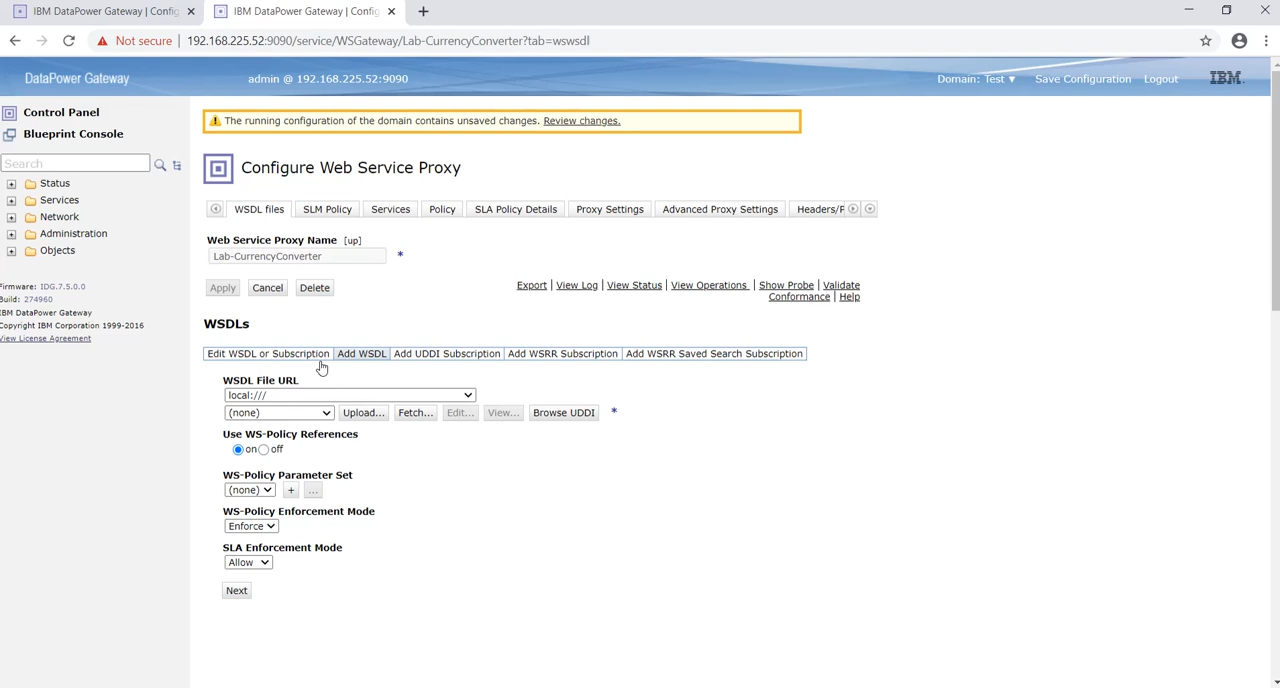 IBM DataPower Gateway | Config
IBM DataPower Gateway | Config
Not secure | 192.168.225.52:9090/service/WSGateway/Lab-CurrencyConverter?tab=wswsdl
DataPower Gateway
admin @ 192.168.225.52:9090
Domain: Test ▼ Save Configuration Logout IBM.
Control Panel
Blueprint Console
Search
Status
Services
Network
Administration
Objects
Firmware: IDG.7.5.0.0
Build: 274960
IBM DataPower Gateway
Copyright IBM Corporation 1999-2016
View License Agreement
The running configuration of the domain contains unsaved changes. Review changes.
Configure Web Service Proxy
WSDL files SLM Policy Services Policy SLA Policy Details Proxy Settings Advanced Proxy Settings Headers/P
Web Service Proxy Name [up]
Lab-CurrencyConverter *
Apply Cancel Delete
Export | View Log | View Status | View Operations | Show Probe | Validate
Conformance | Help
WSDLs
Edit WSDL or Subscription Add WSDL Add UDDI Subscription Add WSRR Subscription Add WSRR Saved Search Subscription
WSDL File URL
local:///
(none) Upload... Fetch... Edit... View... Browse UDDI *
Use WS-Policy References
on off
WS-Policy Parameter Set
(none) + ...
WS-Policy Enforcement Mode
Enforce
SLA Enforcement Mode
Allow
Next